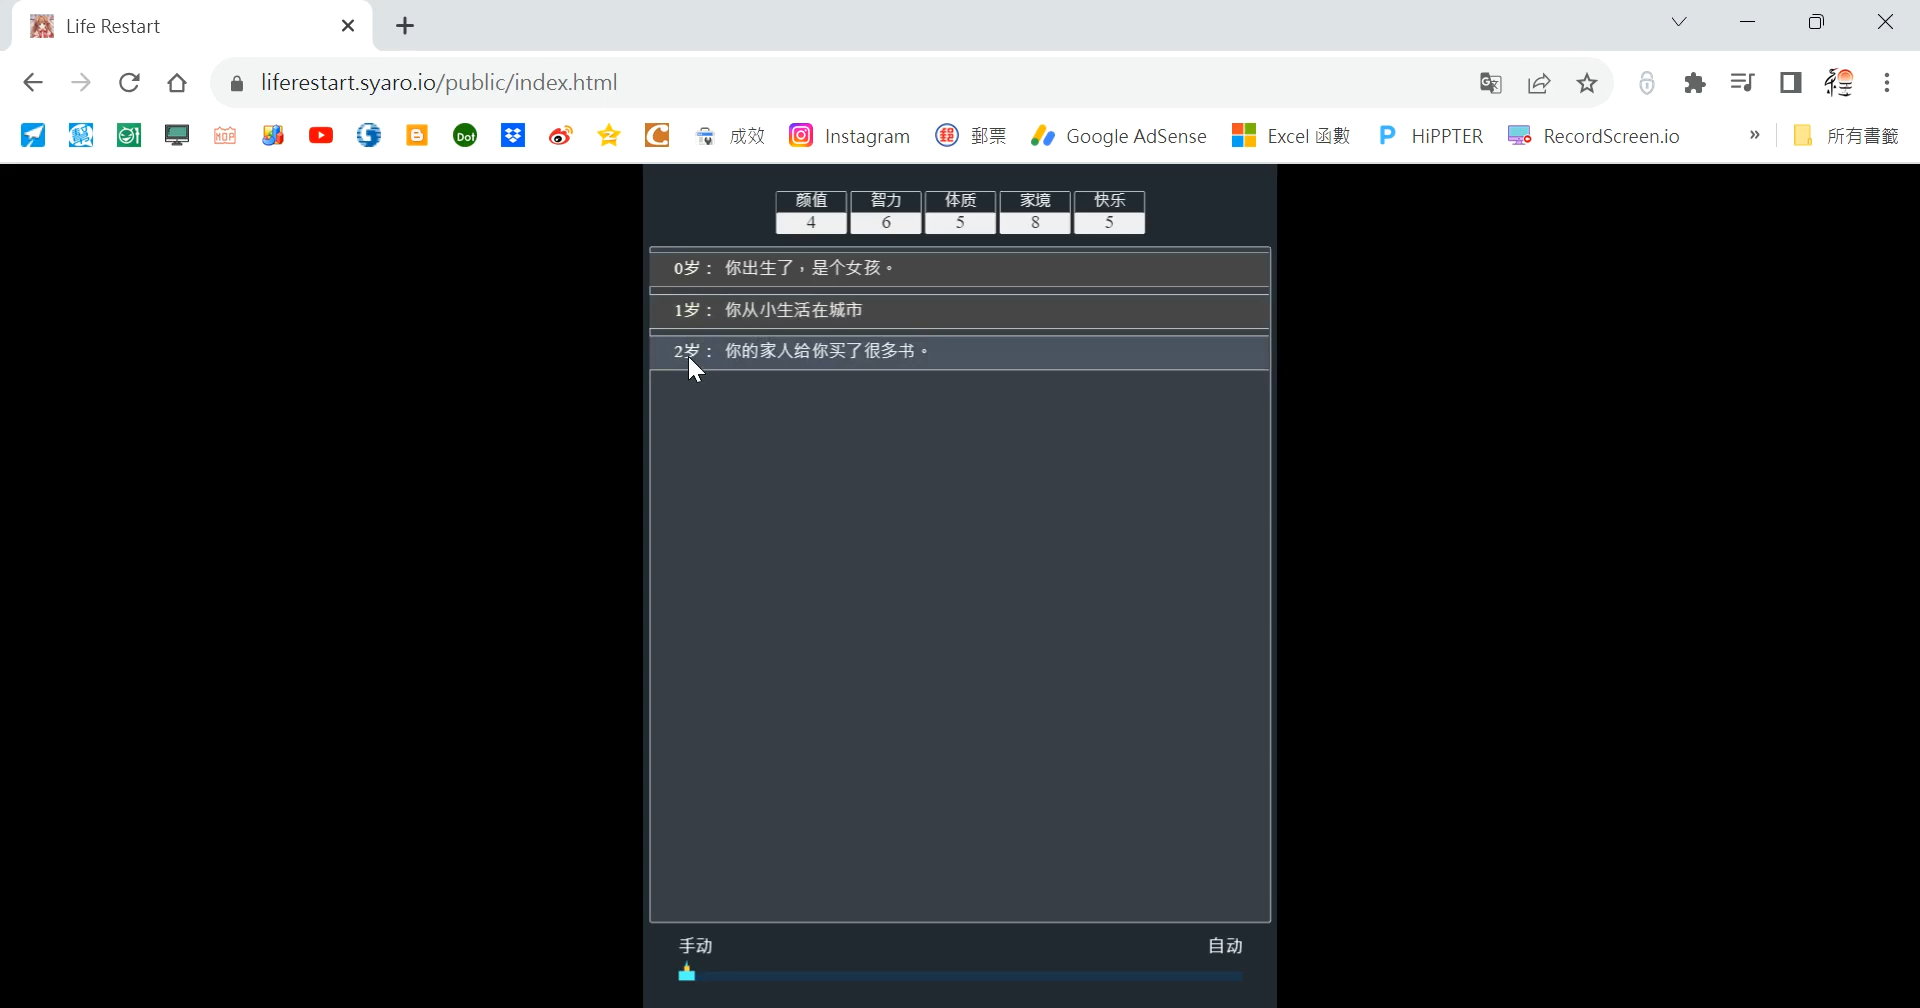 Life Restart
liferestart.syaro.io/public/index.html
成效 Instagram 郵票 Google AdSense Excel 函數 HiPPTER RecordScreen.io » 所有書籤
颜值 智力 体质 家境 快乐
4 6 5 8 5
0岁： 你出生了，是个女孩。
1岁： 你从小生活在城市
2岁： 你的家人给你买了很多书。
手动 自动